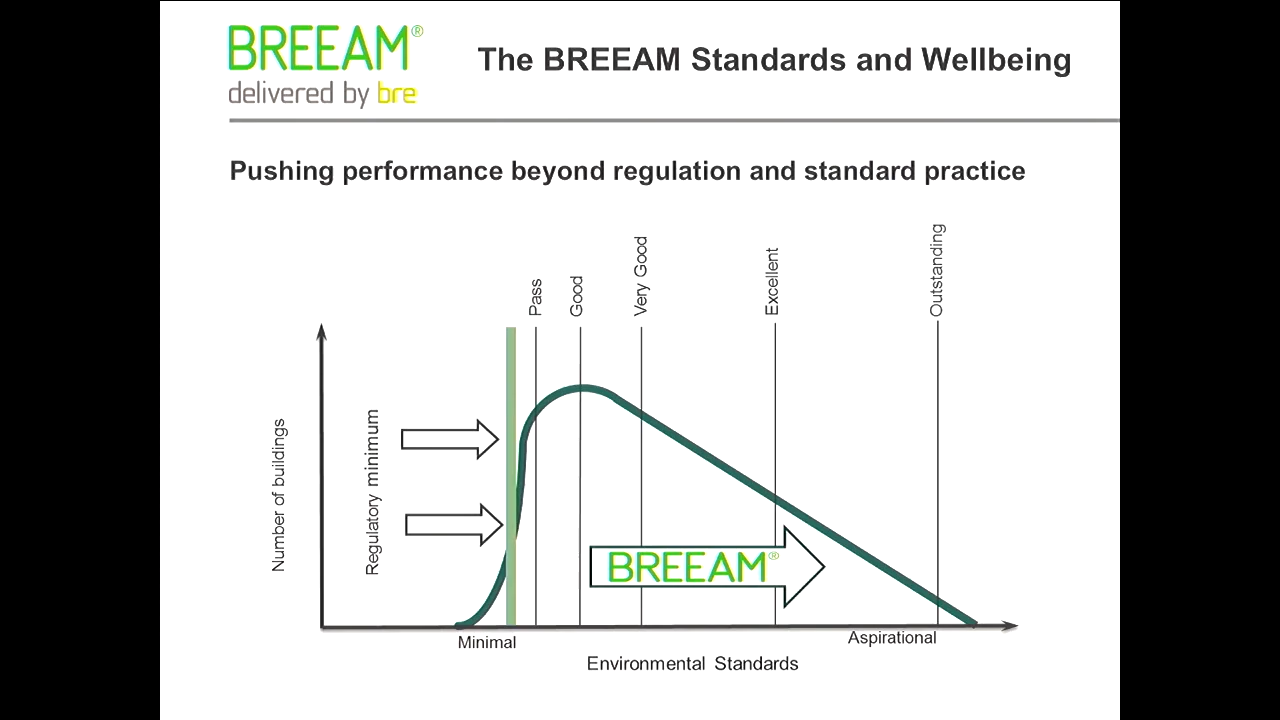 BREEAM®
delivered by bre
The BREEAM Standards and Wellbeing
Pushing performance beyond regulation and standard practice
Pass
Good
Very Good
Excellent
Outstanding
Number of buildings
Regulatory minimum
BREEAM®
Minimal
Aspirational
Environmental Standards